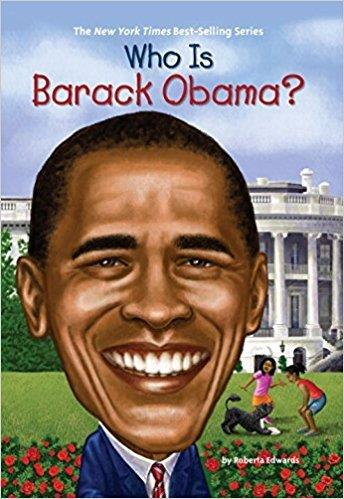 The New York Times Best-Selling Series
Who Is
Barack Obama?
by Roberta Edwards